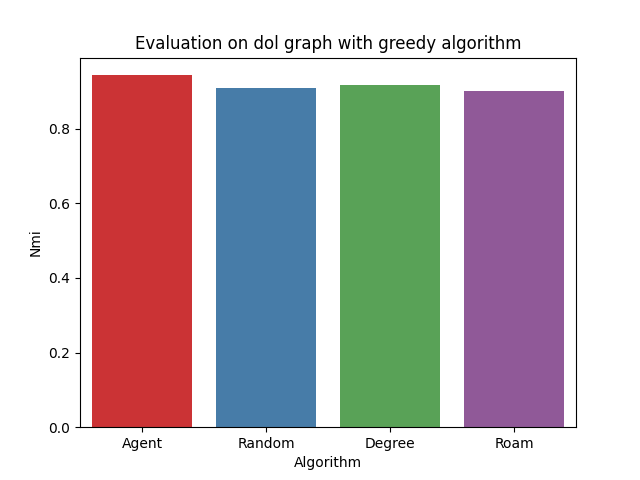 Evaluation on dol graph with greedy algorithm
Nmi
0.8
0.6
0.4
0.2
0.0
Agent Random Degree Roam
Algorithm